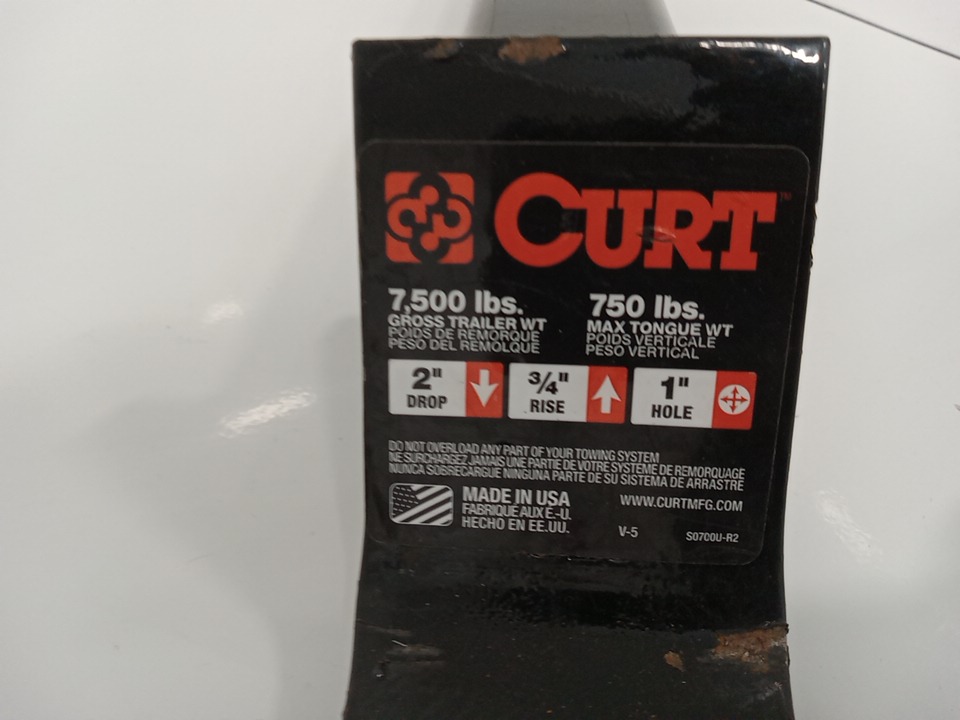 CURT™
7,500 lbs.
GROSS TRAILER WT
POIDS DE REMORQUE
PESO DEL REMOLQUE
750 lbs.
MAX TONGUE WT
POIDS VERTICALE
PESO VERTICAL
2"
DROP
3/4"
RISE
1"
HOLE
DO NOT OVERLOAD ANY PART OF YOUR TOWING SYSTEM
NE SURCHARGEZ JAMAIS UNE PARTIE DE VOTRE SYSTEME DE REMORQUAGE
NUNCA SOBRECARGUE NINGUNA PARTE DE SU SISTEMA DE ARRASTRE
MADE IN USA
FABRIQUÉ AUX É.-U.
HECHO EN EE.UU.
WWW.CURTMFG.COM
V-5
S0700U-R2